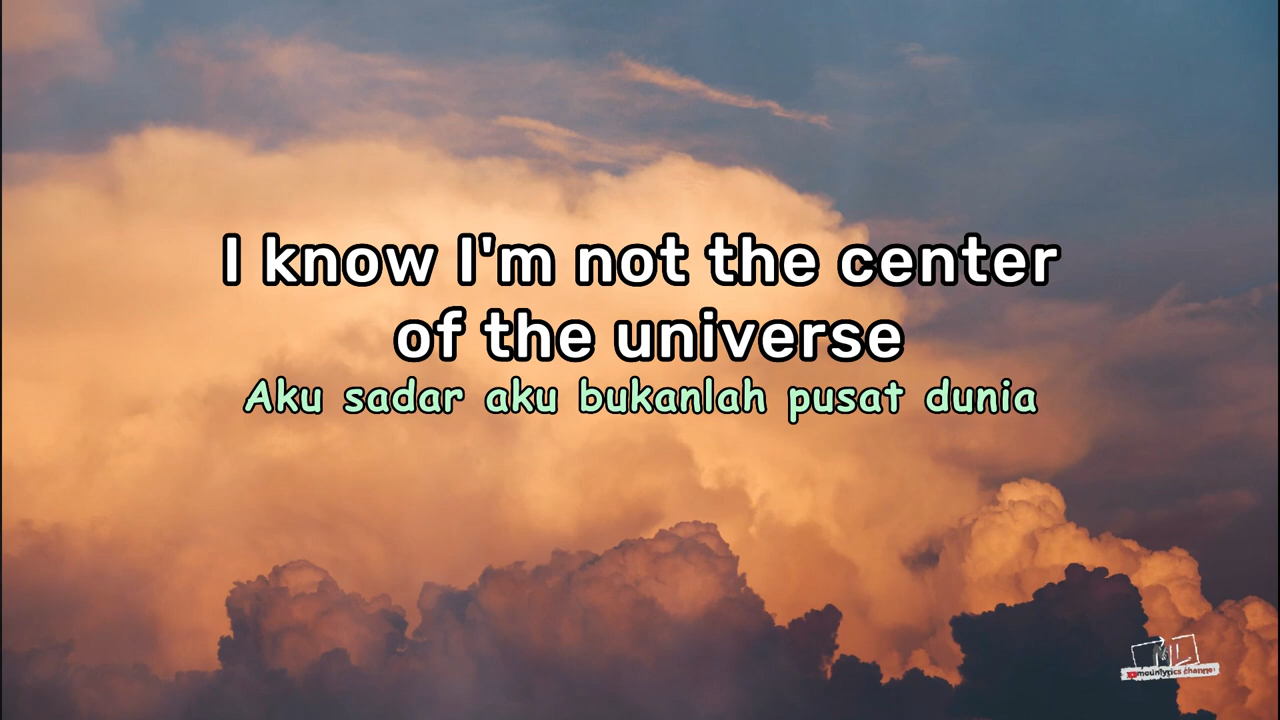 I know I'm not the center
of the universe
Aku sadar aku bukanlah pusat dunia